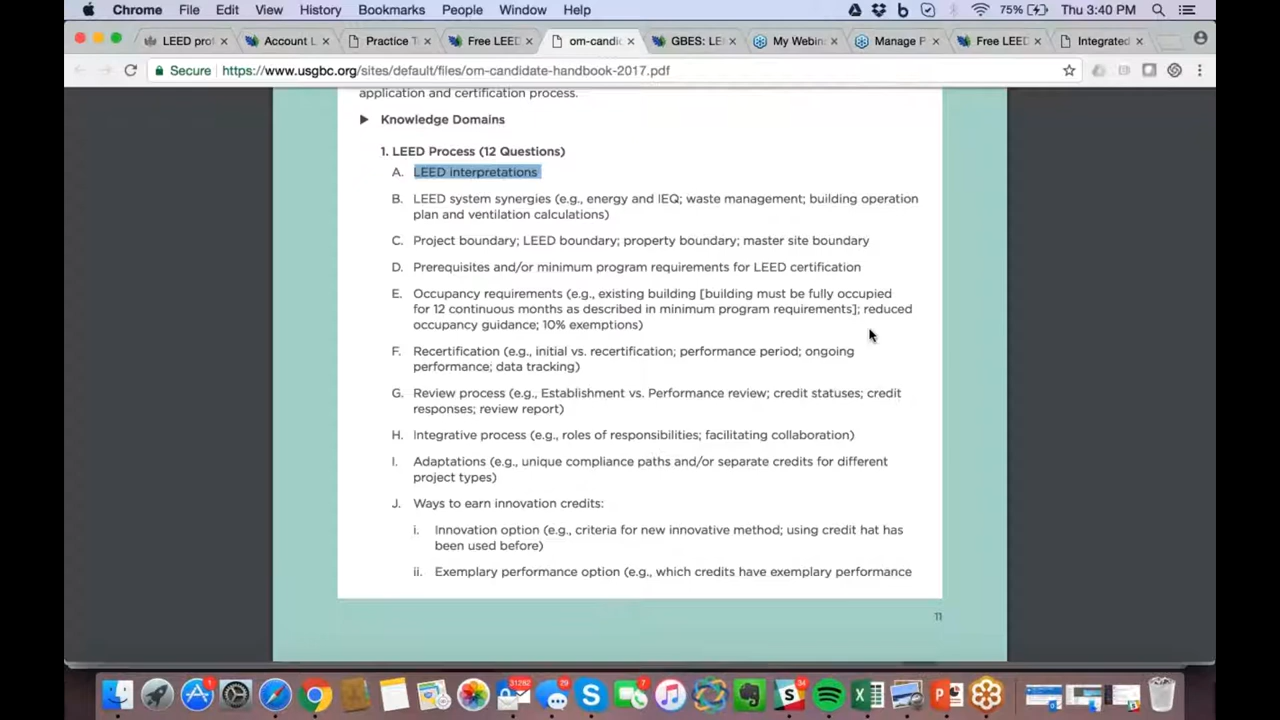 Chrome File Edit View History Bookmarks People Window Help 75% Thu 3:40 PM
LEED pro Account L Practice T Free LEED om-candic GBES: LE My Webin Manage P Free LEED Integrated
Secure https://www.usgbc.org/sites/default/files/om-candidate-handbook-2017.pdf
application and certification process.
Knowledge Domains
1. LEED Process (12 Questions)
A. LEED interpretations
B. LEED system synergies (e.g., energy and IEQ; waste management; building operation
plan and ventilation calculations)
C. Project boundary; LEED boundary; property boundary; master site boundary
D. Prerequisites and/or minimum program requirements for LEED certification
E. Occupancy requirements (e.g., existing building [building must be fully occupied
for 12 continuous months as described in minimum program requirements]; reduced
occupancy guidance; 10% exemptions)
F. Recertification (e.g., initial vs. recertification; performance period; ongoing
performance; data tracking)
G. Review process (e.g., Establishment vs. Performance review; credit statuses; credit
responses; review report)
H. Integrative process (e.g., roles of responsibilities; facilitating collaboration)
I. Adaptations (e.g., unique compliance paths and/or separate credits for different
project types)
J. Ways to earn innovation credits:
i. Innovation option (e.g., criteria for new innovative method; using credit hat has
been used before)
ii. Exemplary performance option (e.g., which credits have exemplary performance
11
1 31262 29 7 34